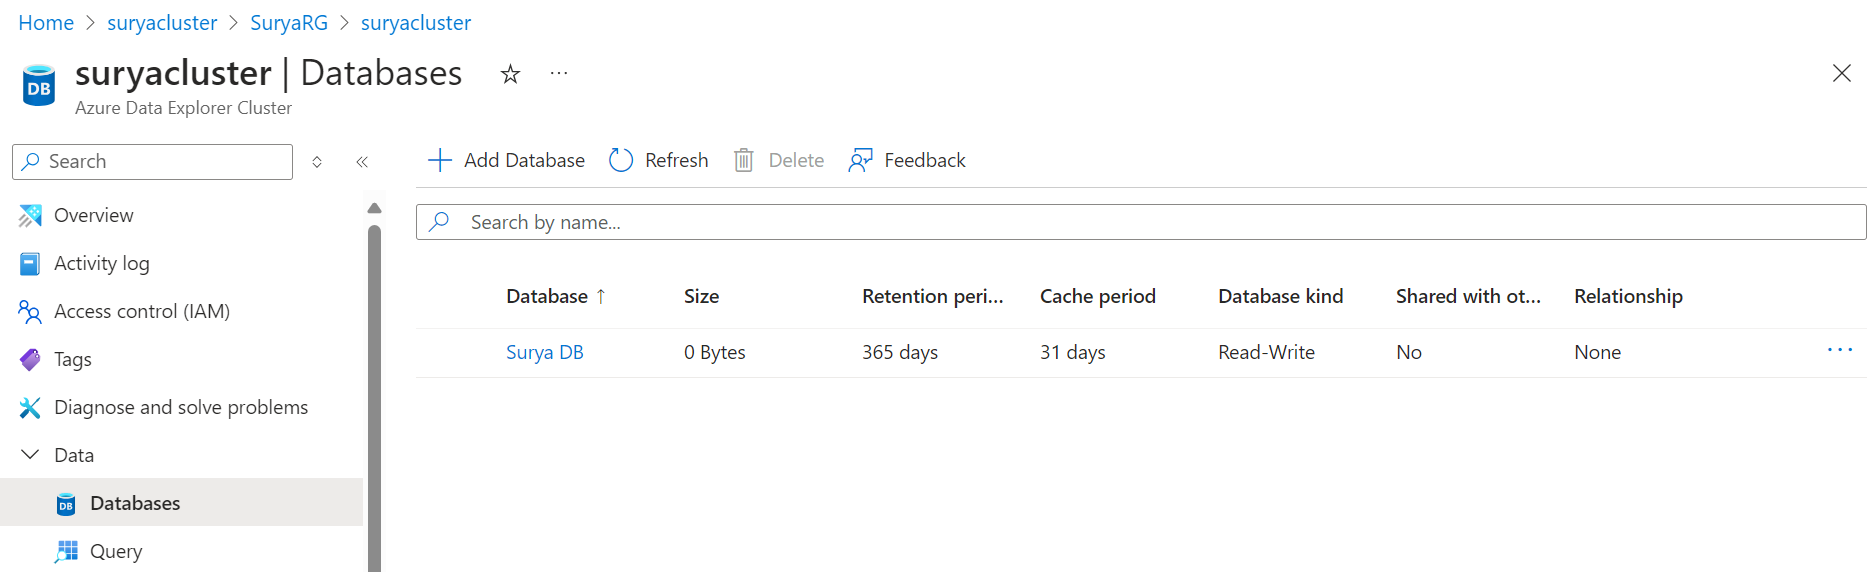 Home > suryacluster > SuryaRG > suryacluster
suryacluster | Databases
Azure Data Explorer Cluster
Search
Add Database Refresh Delete Feedback
Overview
Activity log
Access control (IAM)
Tags
Diagnose and solve problems
Data
Databases
Query
Search by name...
Database ↑ Size Retention peri... Cache period Database kind Shared with ot... Relationship
Surya DB 0 Bytes 365 days 31 days Read-Write No None